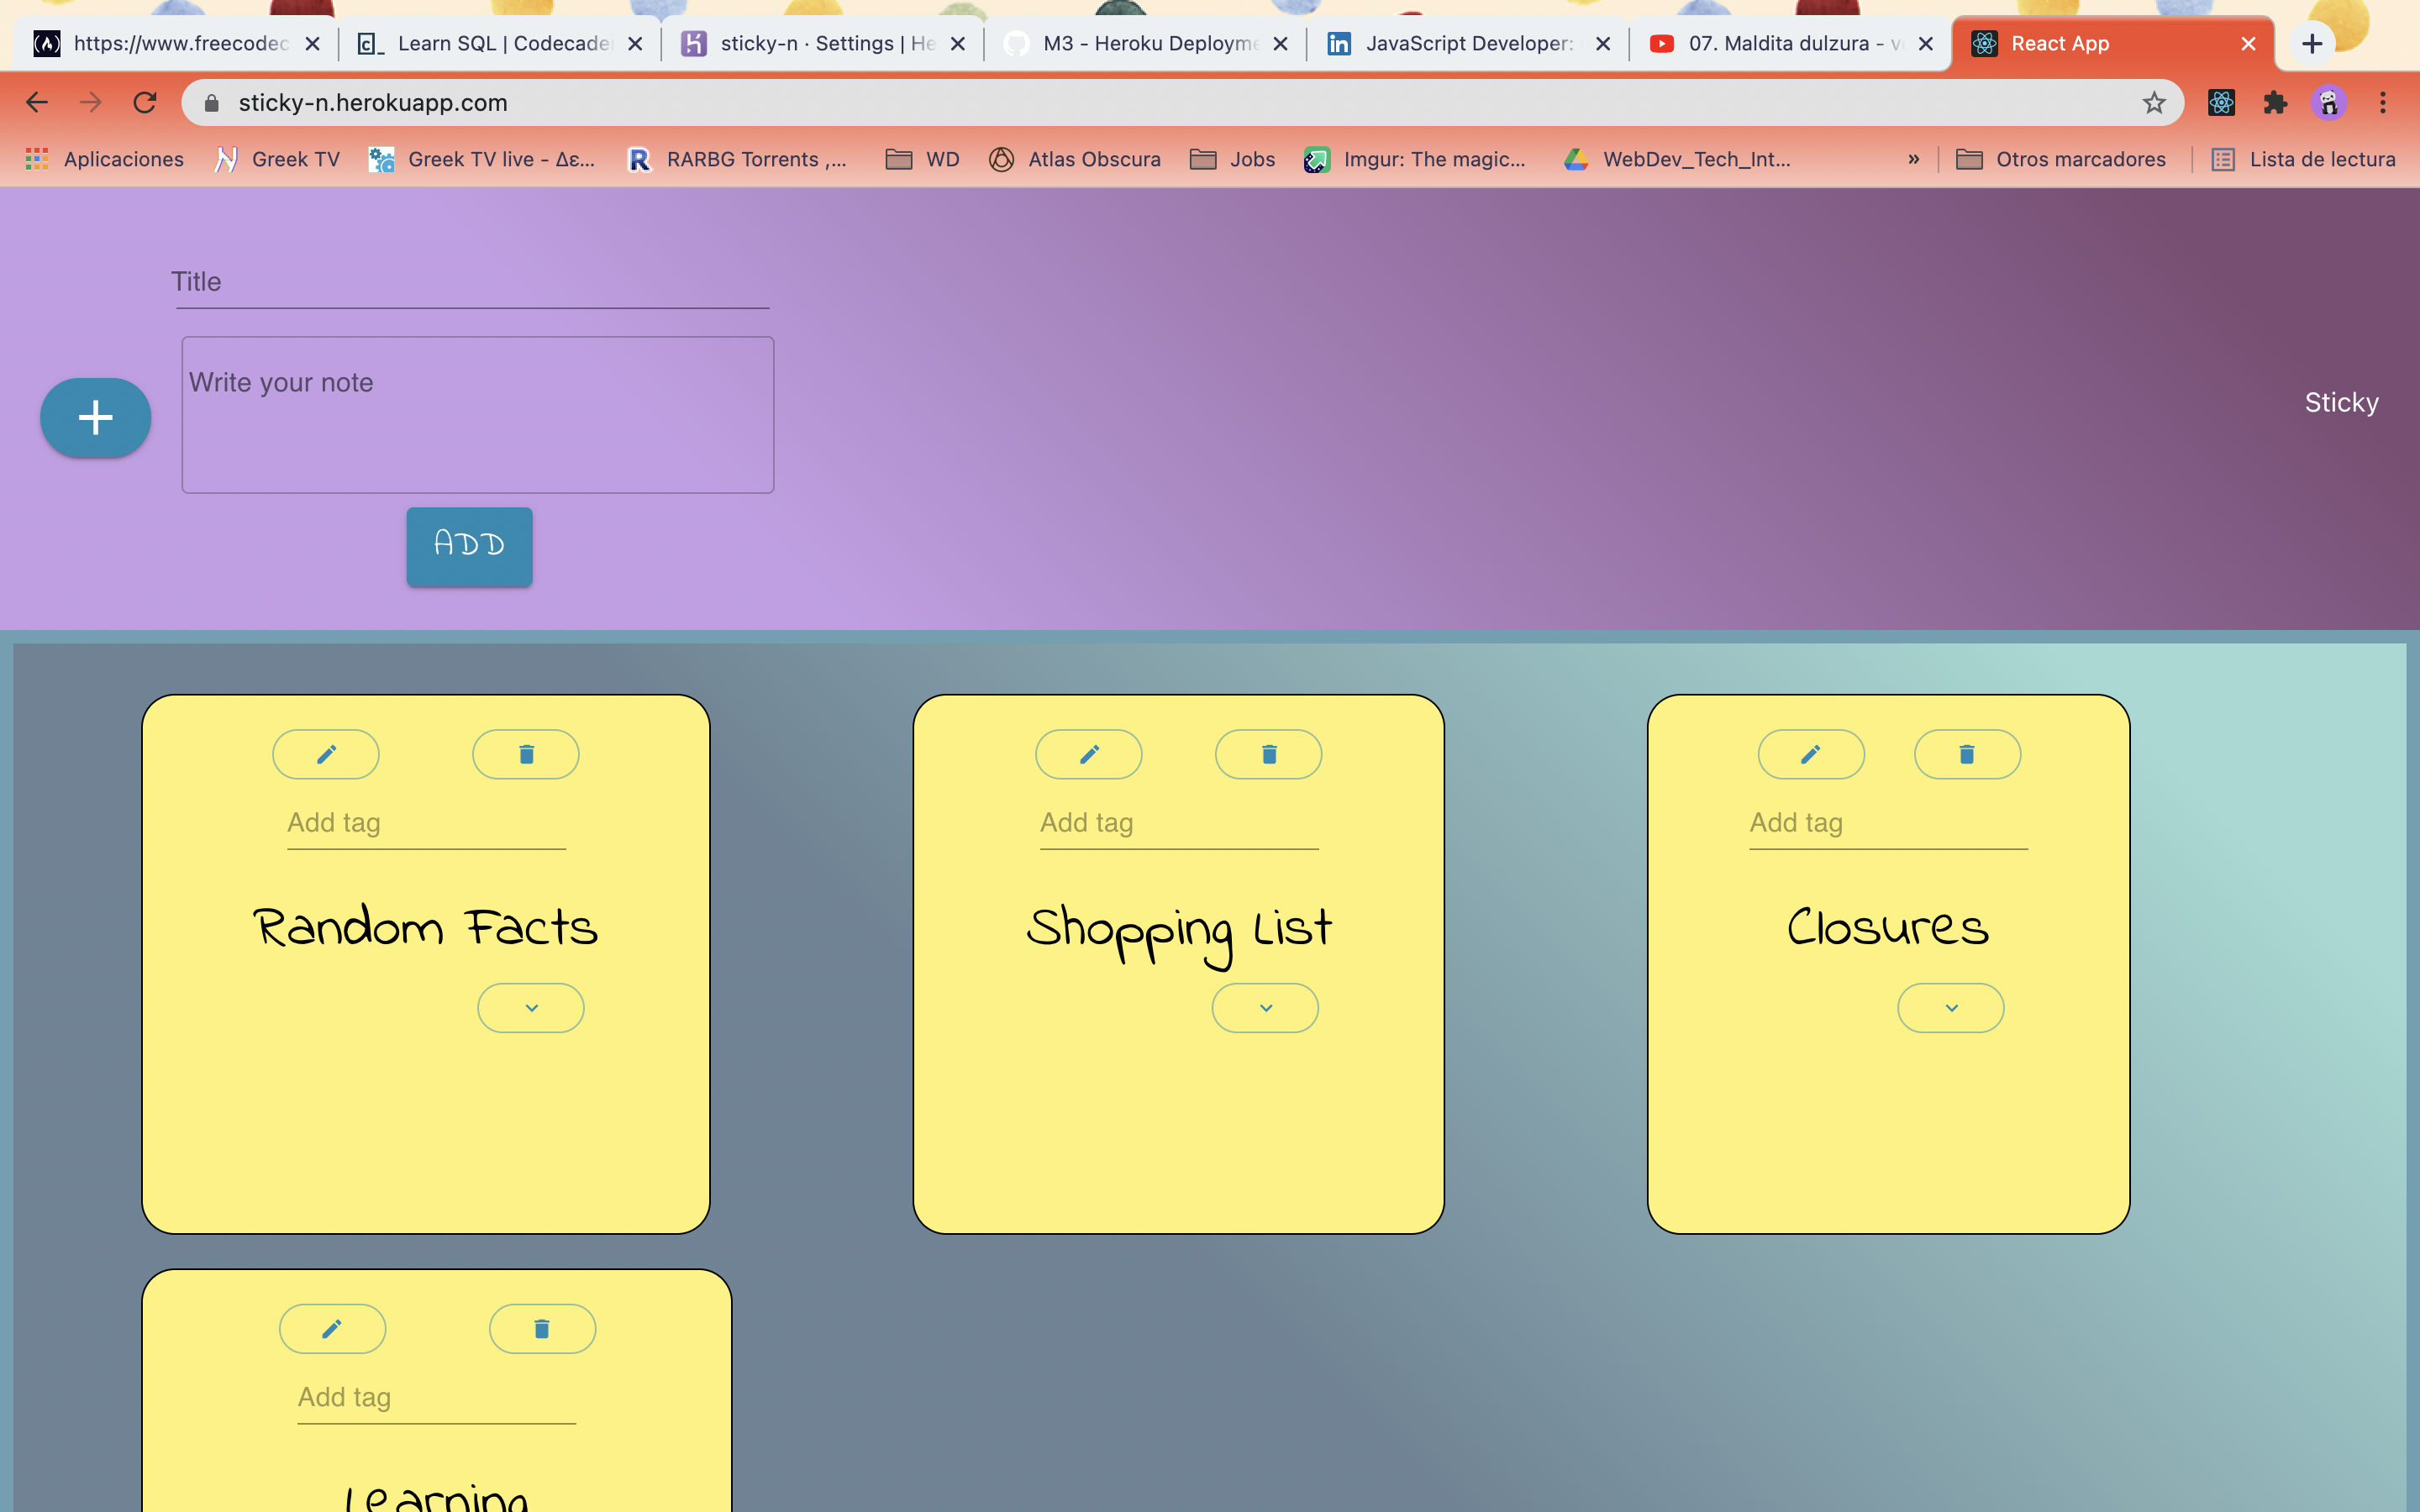 https://www.freecodec
Learn SQL | Codecade
sticky-n · Settings | He
M3 - Heroku Deployme
JavaScript Developer:
07. Maldita dulzura - v
React App
sticky-n.herokuapp.com
Aplicaciones
Greek TV
Greek TV live - Δε...
RARBG Torrents ,...
WD
Atlas Obscura
Jobs
Imgur: The magic...
WebDev_Tech_Int...
»
Otros marcadores
Lista de lectura
Title
Write your note
Sticky
ADD
Add tag
Random Facts
Add tag
Shopping List
Add tag
Closures
Add tag
Learning